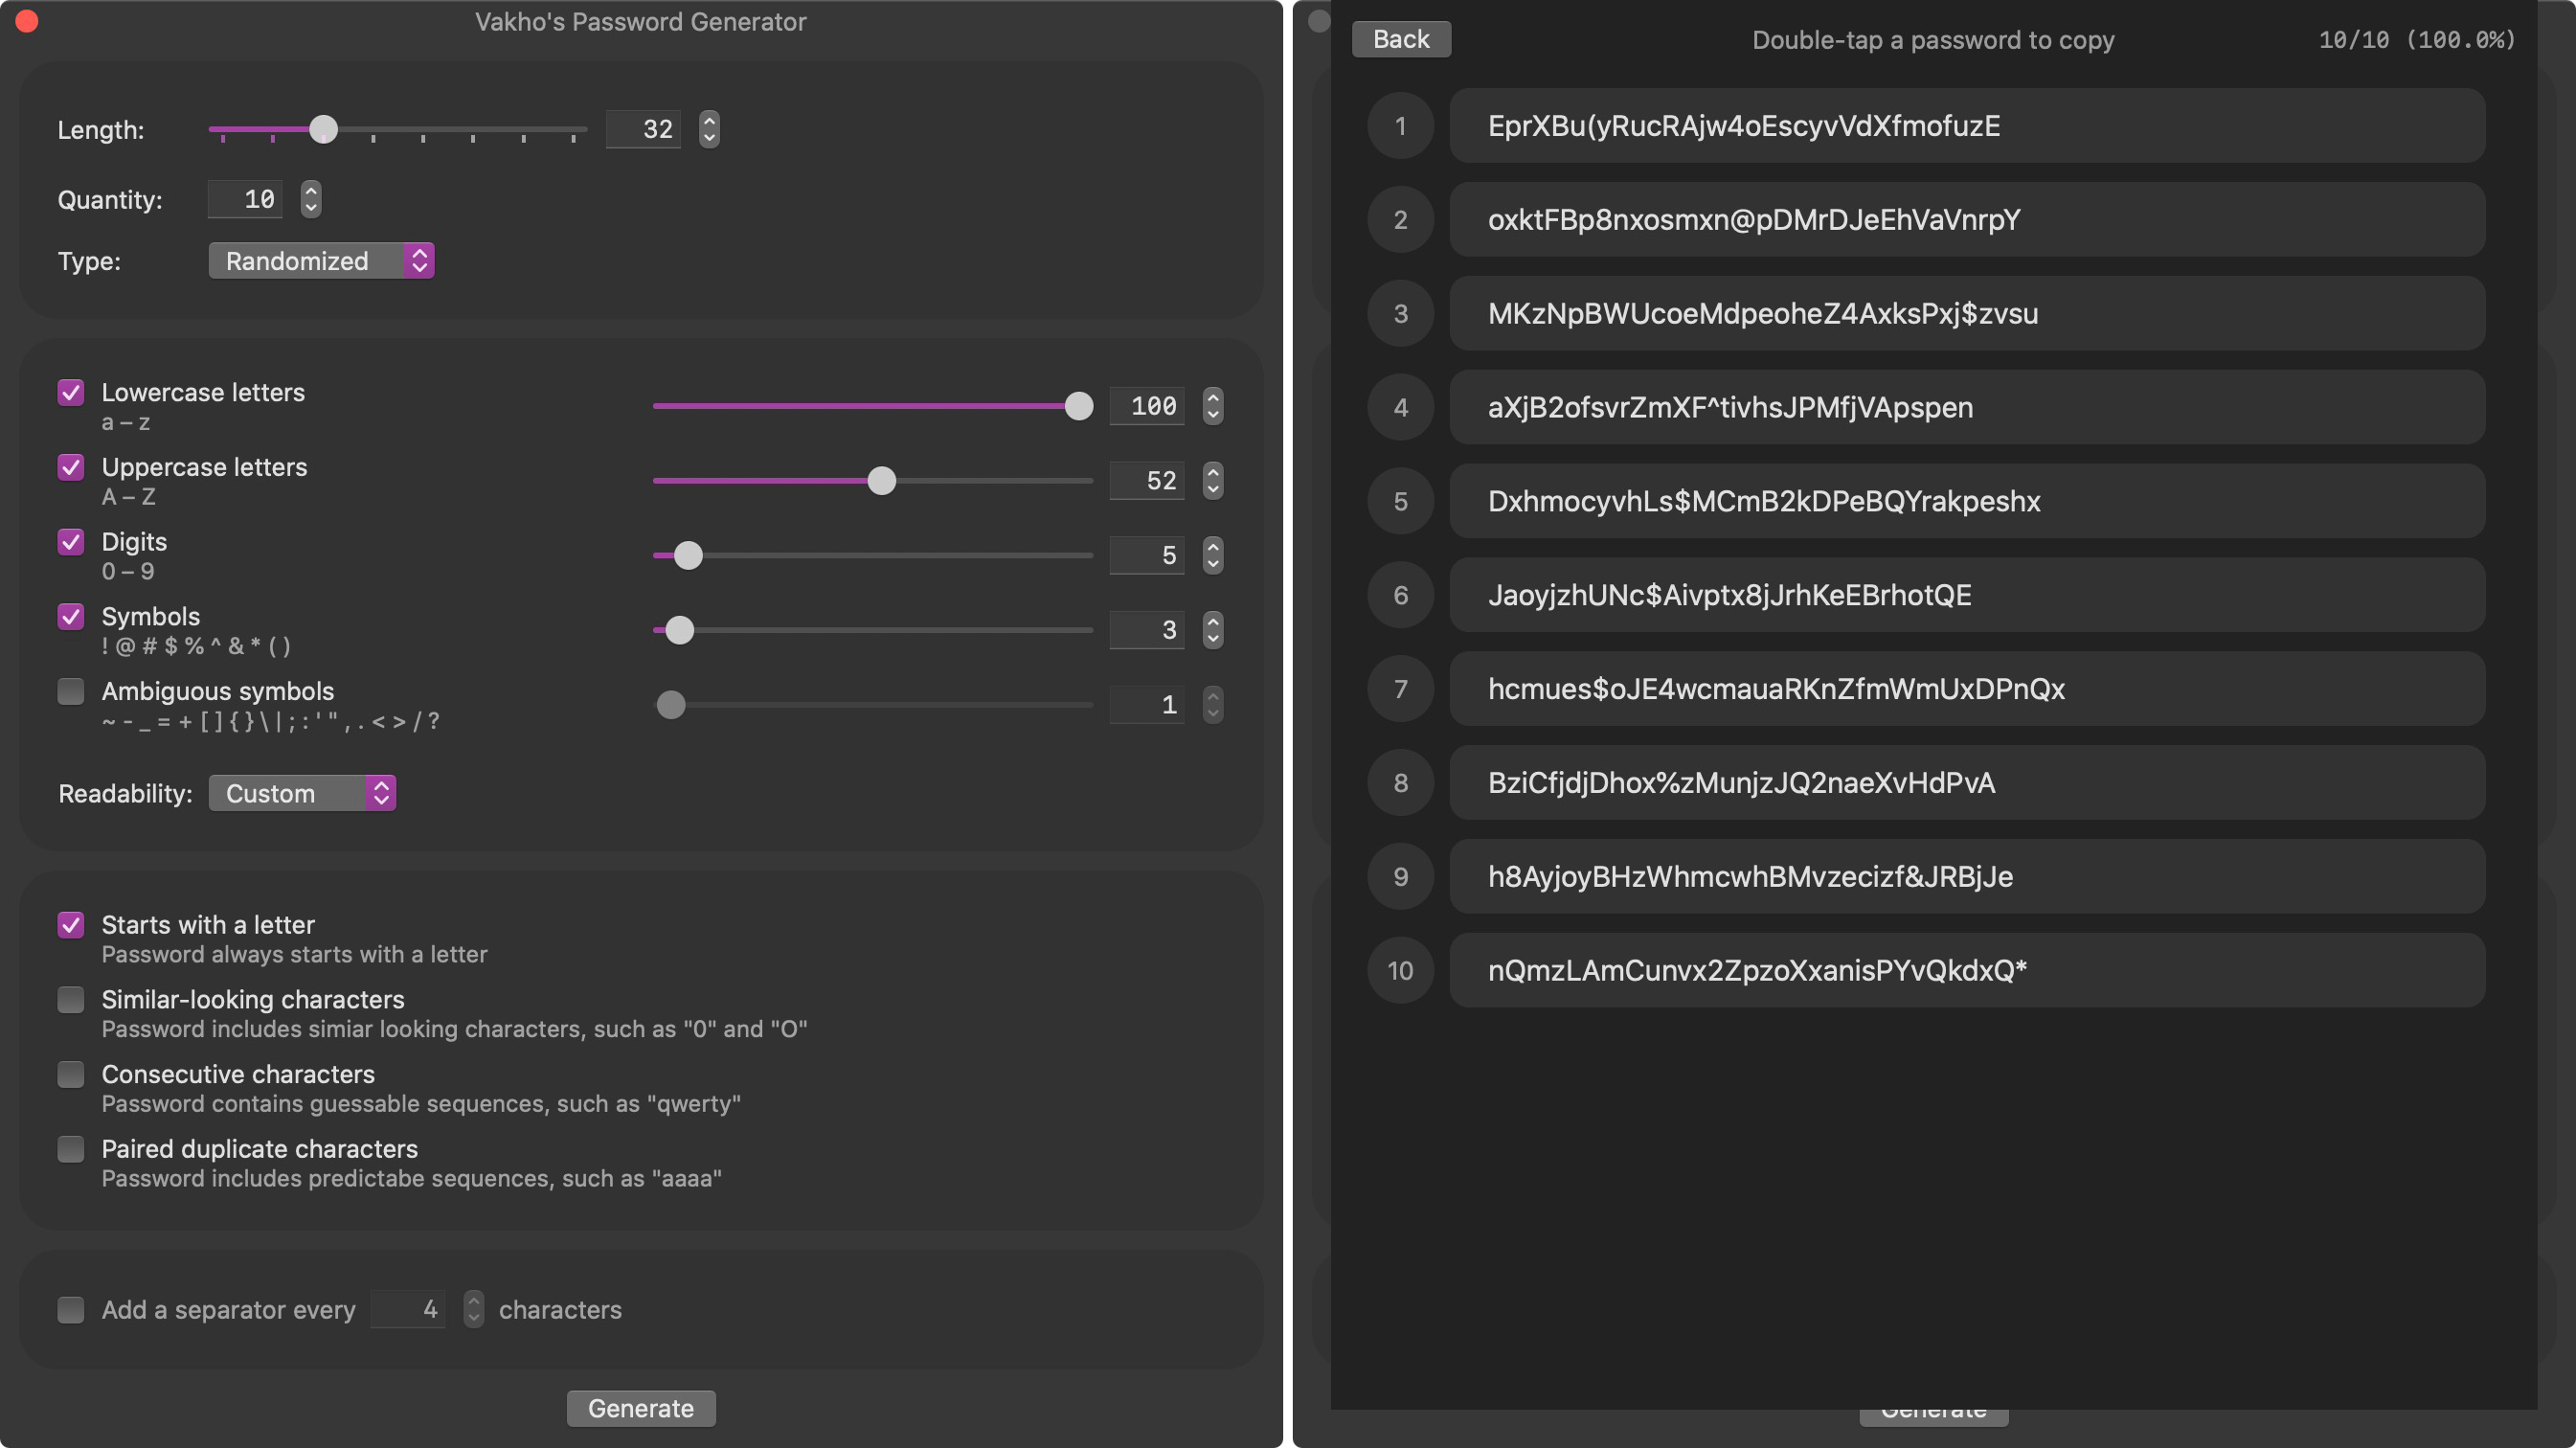 Vakho's Password Generator
Length:
32
Quantity:
10
Type:
Randomized
Lowercase letters
a – z
100
Uppercase letters
A – Z
52
Digits
0 – 9
5
Symbols
! @ # $ % ^ & * ( )
3
Ambiguous symbols
~ - _ = + [ ] { } \ | ; : ' " , . < > / ?
1
Readability:
Custom
Starts with a letter
Password always starts with a letter
Similar-looking characters
Password includes simiar looking characters, such as "0" and "O"
Consecutive characters
Password contains guessable sequences, such as "qwerty"
Paired duplicate characters
Password includes predictabe sequences, such as "aaaa"
Add a separator every 4 characters
Generate
Back
Double-tap a password to copy
10/10 (100.0%)
1 EprXBu(yRucRAjw4oEscyvVdXfmofuzE
2 oxktFBp8nxosmxn@pDMrDJeEhVaVnrpY
3 MKzNpBWUcoeMdpeoheZ4AxksPxj$zvsu
4 aXjB2ofsvrZmXF^tivhsJPMfjVApspen
5 DxhmocyvhLs$MCmB2kDPeBQYrakpeshx
6 JaoyjzhUNc$Aivptx8jJrhKeEBrhotQE
7 hcmues$oJE4wcmauaRKnZfmWmUxDPnQx
8 BziCfjdjDhox%zMunjzJQ2naeXvHdPvA
9 h8AyjoyBHzWhmcwhBMvzecizf&JRBjJe
10 nQmzLAmCunvx2ZpzoXxanisPYvQkdxQ*
Generate